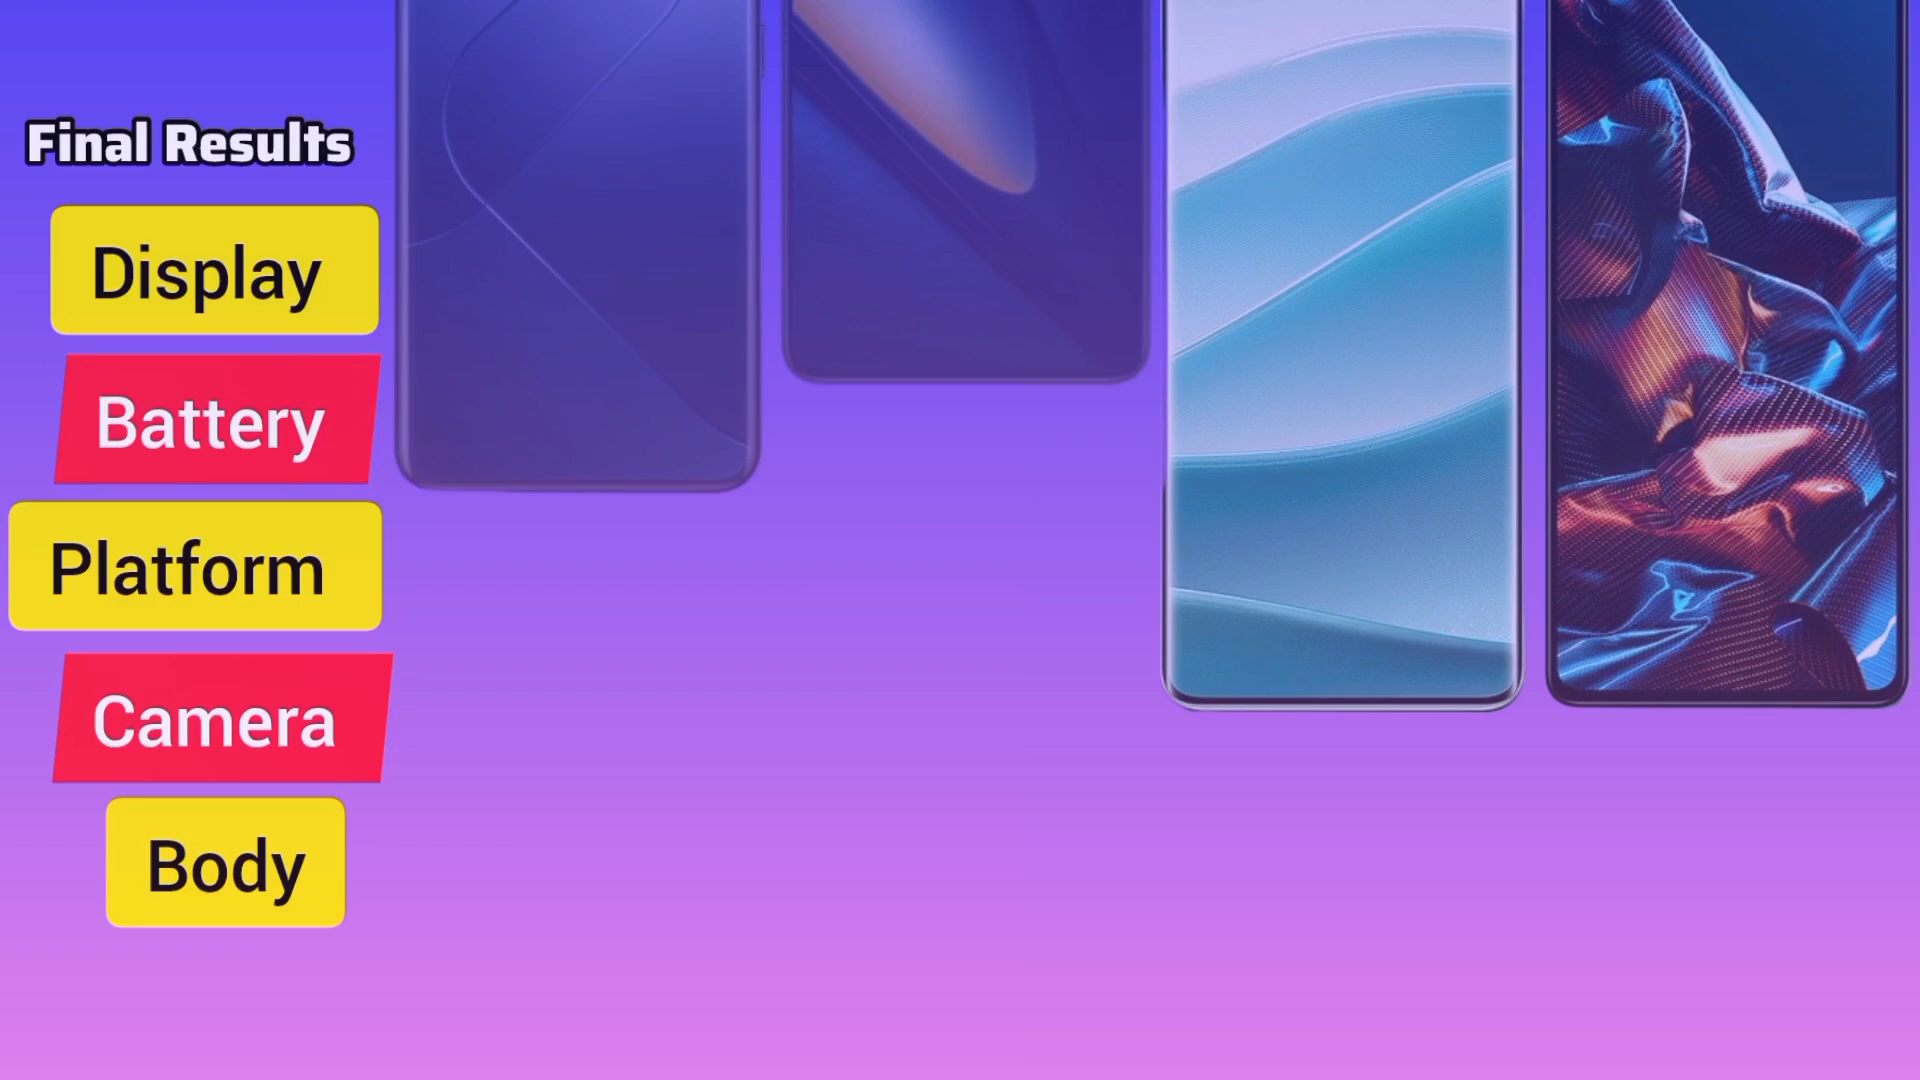 Final Results
Display
Battery
Platform
Camera
Body